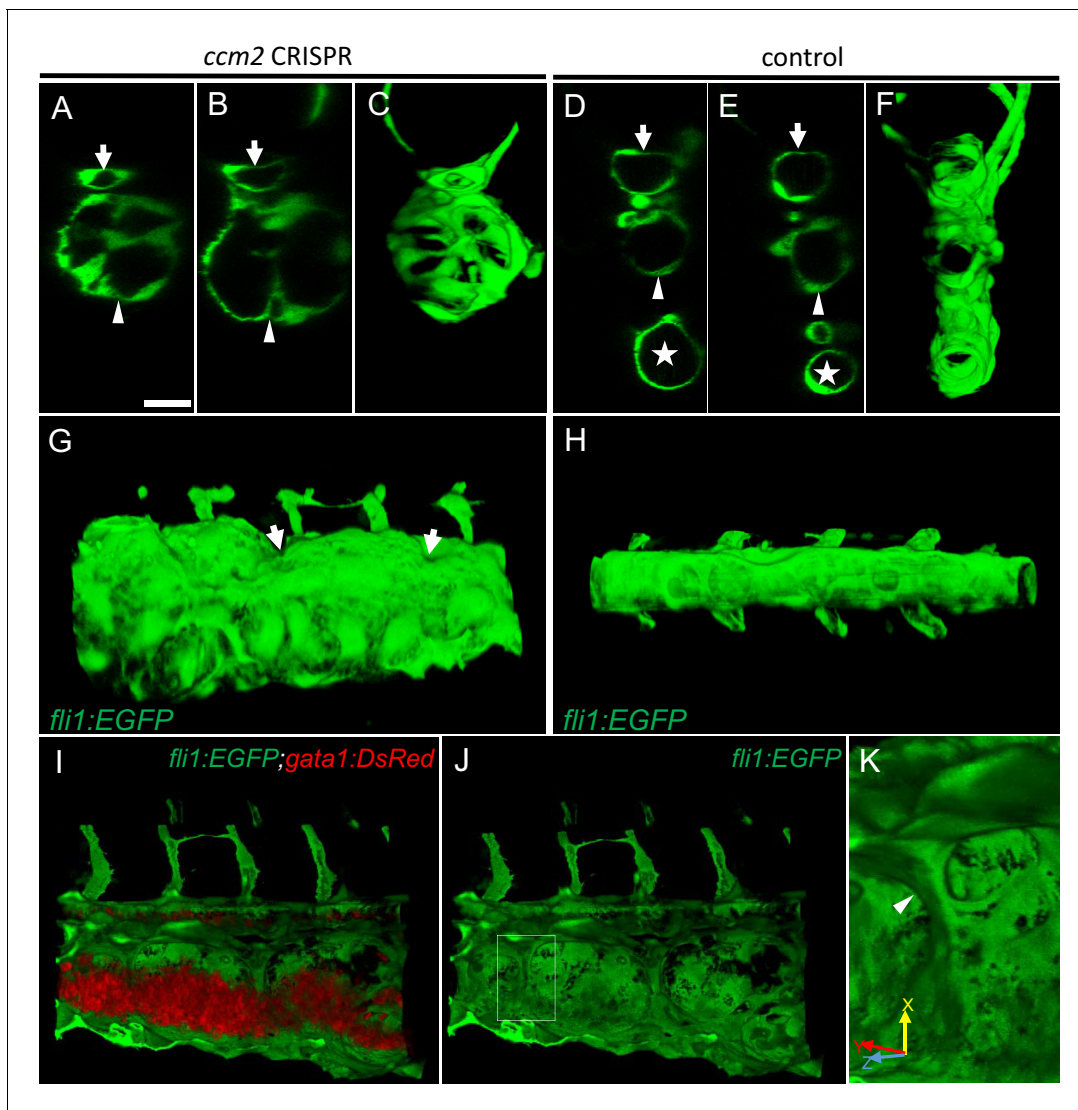 ccm2 CRISPR
control
A
B
C
D
E
F
G
H
fli1:EGFP
fli1:EGFP
I
fli1:EGFP;gata1:DsRed
J
fli1:EGFP
K
X
Y
Z